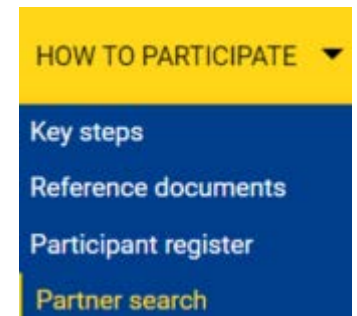 HOW TO PARTICIPATE
Key steps
Reference documents
Participant register
Partner search